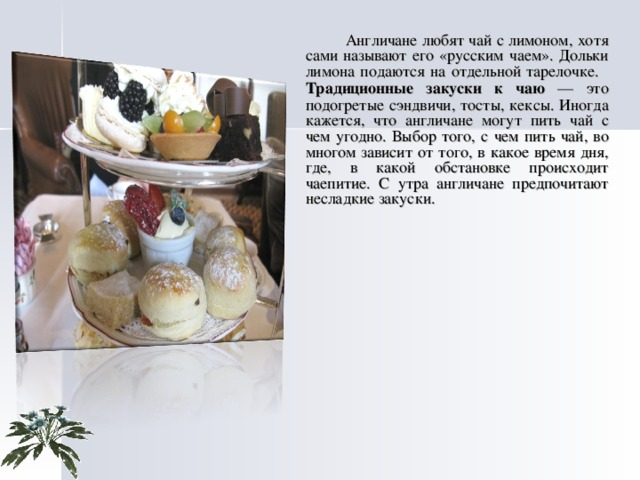 Англичане любят чай с лимоном, хотя
сами называют его «русским чаем». Дольки
лимона подаются на отдельной тарелочке.
Традиционные закуски к чаю — это
подогретые сэндвичи, тосты, кексы. Иногда
кажется, что англичане могут пить чай с
чем угодно. Выбор того, с чем пить чай, во
многом зависит от того, в какое время дня,
где, в какой обстановке происходит
чаепитие. С утра англичане предпочитают
несладкие закуски.